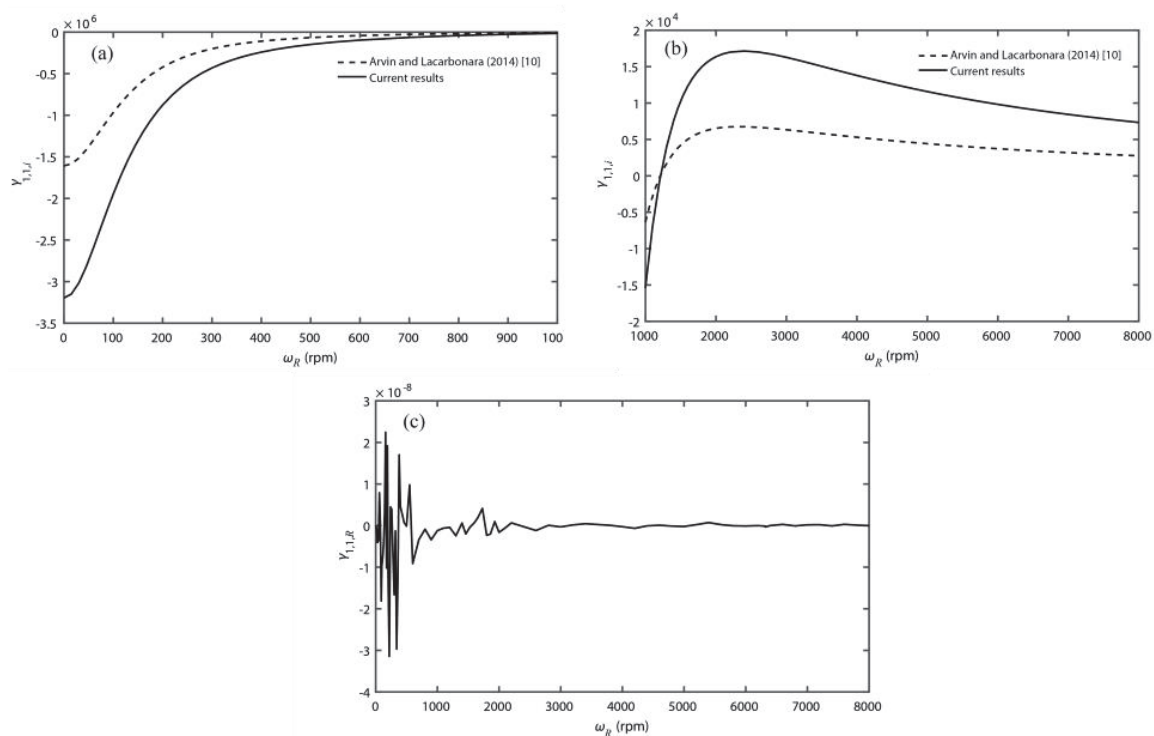 × 10⁶
0
-0.5
-1
-1.5
-2
-2.5
-3
-3.5
(a)
Arvin and Lacarbonara (2014) [10]
Current results
γ1,1,i
0 100 200 300 400 500 600 700 800 900 100
ωR (rpm)
× 10⁴
2
1.5
1
0.5
0
-0.5
-1
-1.5
-2
(b)
Arvin and Lacarbonara (2014) [10]
Current results
γ1,1,i
1000 2000 3000 4000 5000 6000 7000 8000
ωR (rpm)
× 10⁻⁸
3
2
1
0
-1
-2
-3
-4
(c)
γ1,1,R
0 1000 2000 3000 4000 5000 6000 7000 8000
ωR (rpm)